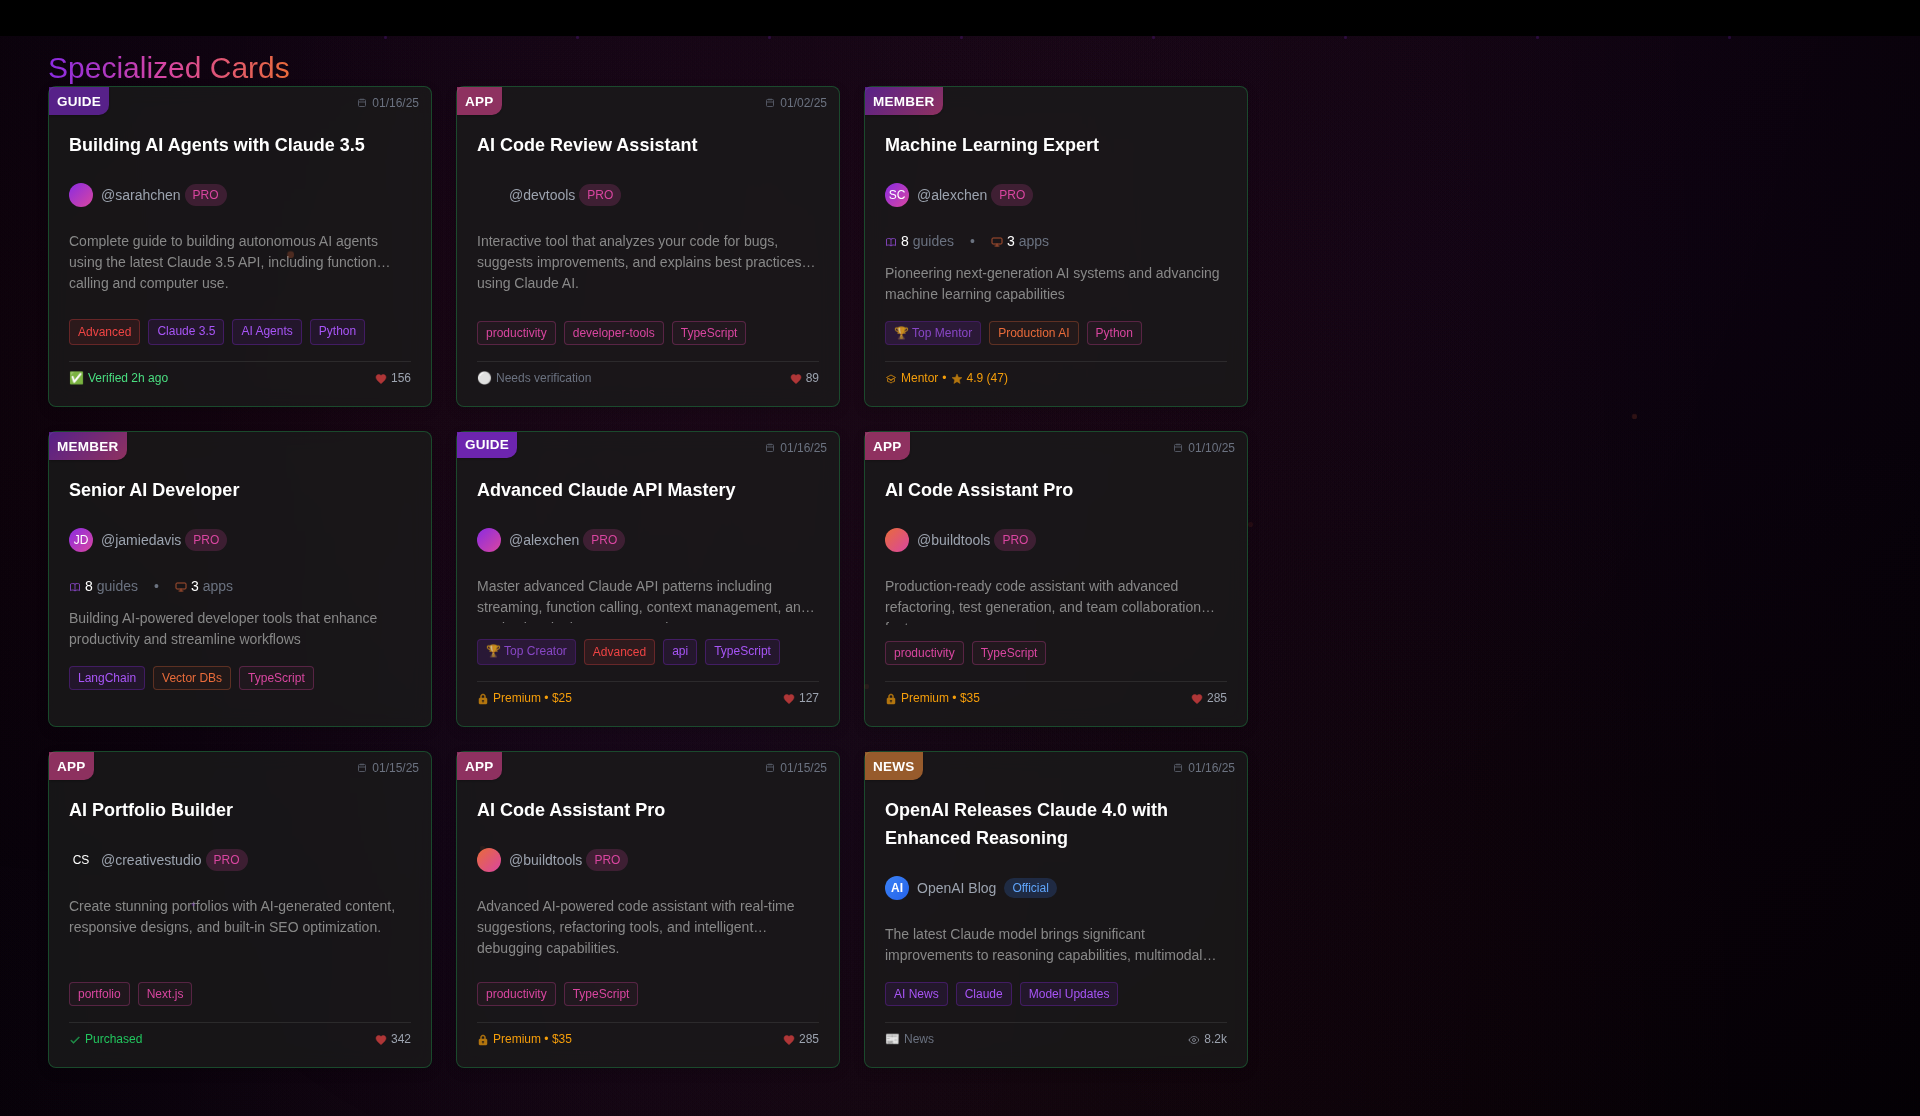 Specialized Cards
GUIDE
01/16/25
Building AI Agents with Claude 3.5
@sarahchen PRO
Complete guide to building autonomous AI agents
using the latest Claude 3.5 API, including function…
calling and computer use.
Advanced Claude 3.5 AI Agents Python
✅ Verified 2h ago
156
APP
01/02/25
AI Code Review Assistant
@devtools PRO
Interactive tool that analyzes your code for bugs,
suggests improvements, and explains best practices…
using Claude AI.
productivity developer-tools TypeScript
Needs verification
89
MEMBER
Machine Learning Expert
SC @alexchen PRO
8 guides • 3 apps
Pioneering next-generation AI systems and advancing
machine learning capabilities
🏆 Top Mentor Production AI Python
Mentor • 4.9 (47)
MEMBER
Senior AI Developer
JD @jamiedavis PRO
8 guides • 3 apps
Building AI-powered developer tools that enhance
productivity and streamline workflows
LangChain Vector DBs TypeScript
GUIDE
01/16/25
Advanced Claude API Mastery
@alexchen PRO
Master advanced Claude API patterns including
streaming, function calling, context management, an…
🏆 Top Creator Advanced api TypeScript
Premium • $25
127
APP
01/10/25
AI Code Assistant Pro
@buildtools PRO
Production-ready code assistant with advanced
refactoring, test generation, and team collaboration…
productivity TypeScript
Premium • $35
285
APP
01/15/25
AI Portfolio Builder
CS @creativestudio PRO
Create stunning portfolios with AI-generated content,
responsive designs, and built-in SEO optimization.
portfolio Next.js
Purchased
342
APP
01/15/25
AI Code Assistant Pro
@buildtools PRO
Advanced AI-powered code assistant with real-time
suggestions, refactoring tools, and intelligent…
debugging capabilities.
productivity TypeScript
Premium • $35
285
NEWS
01/16/25
OpenAI Releases Claude 4.0 with
Enhanced Reasoning
AI OpenAI Blog Official
The latest Claude model brings significant
improvements to reasoning capabilities, multimodal…
AI News Claude Model Updates
📰 News
8.2k